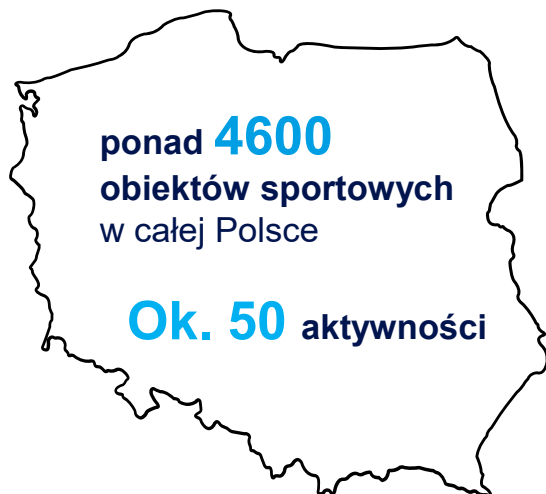 ponad 4600
obiektów sportowych
w całej Polsce
Ok. 50 aktywności